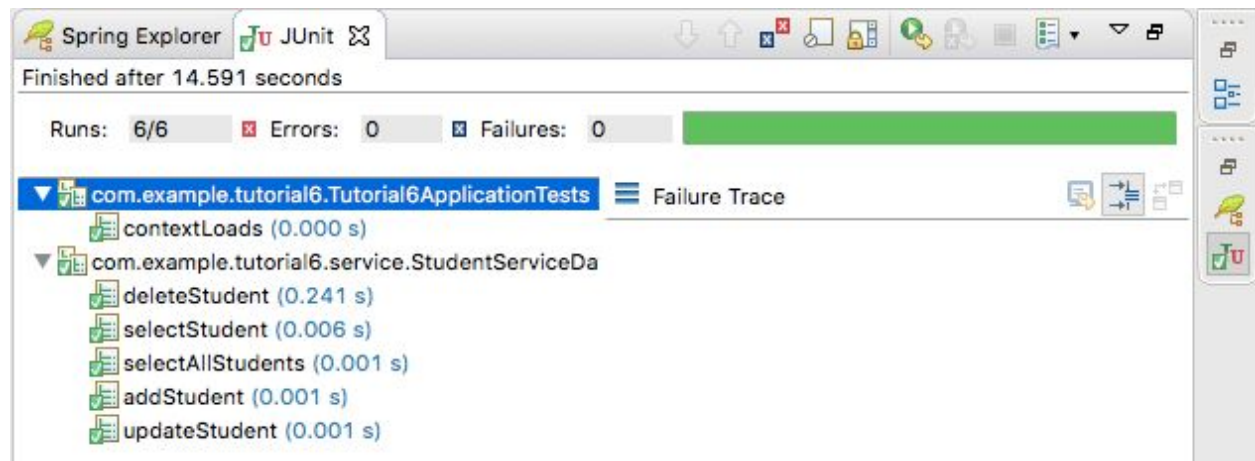 Spring Explorer JUnit
Finished after 14.591 seconds
Runs: 6/6 Errors: 0 Failures: 0
com.example.tutorial6.Tutorial6ApplicationTests
Failure Trace
contextLoads (0.000 s)
com.example.tutorial6.service.StudentServiceDa
deleteStudent (0.241 s)
selectStudent (0.006 s)
selectAllStudents (0.001 s)
addStudent (0.001 s)
updateStudent (0.001 s)